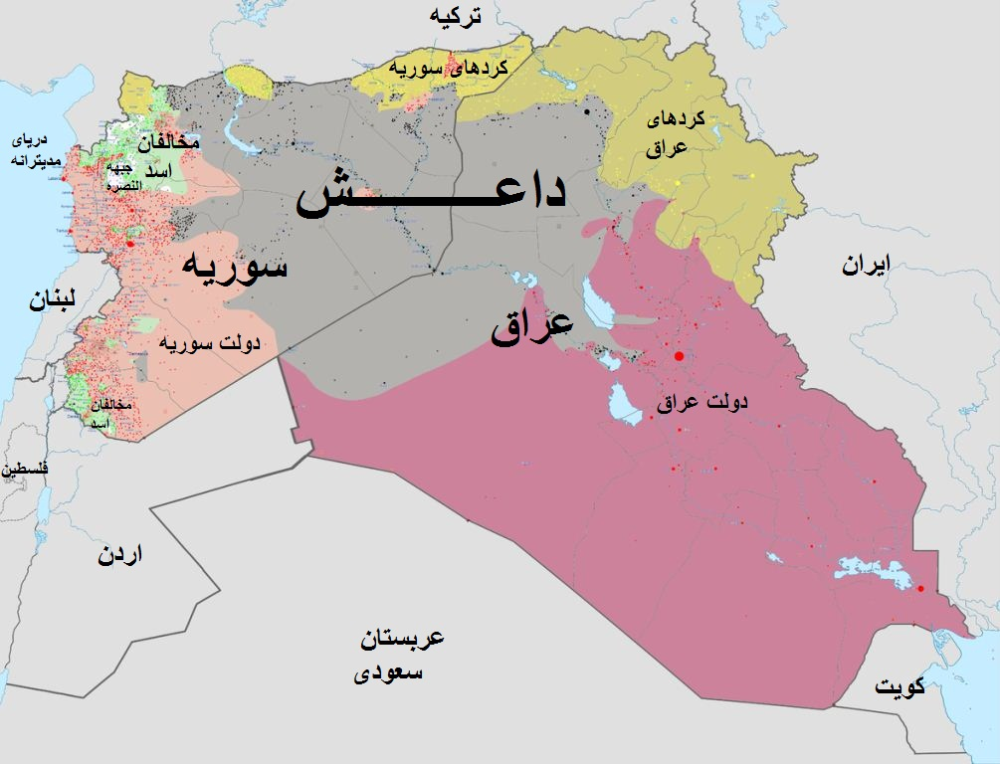 ترکیه
کردهای سوریه
کردهای
عراق
دریای
مدیترانه
مخالفان
اسد
جبهه
النصره
داعـــــــــش
سوریه
ایران
لبنان
عراق
دولت سوریه
دولت عراق
مخالفان
اسد
فلسطین
اردن
عربستان
سعودی
کویت